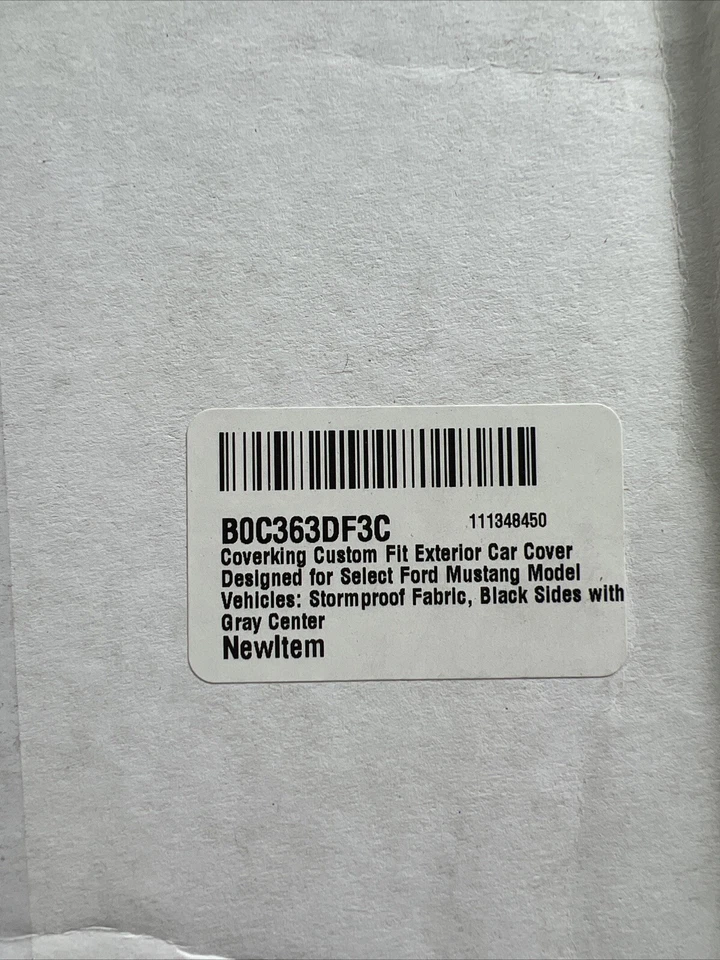 B0C363DF3C 111348450
Coverking Custom Fit Exterior Car Cover
Designed for Select Ford Mustang Model
Vehicles: Stormproof Fabric, Black Sides with
Gray Center
NewItem